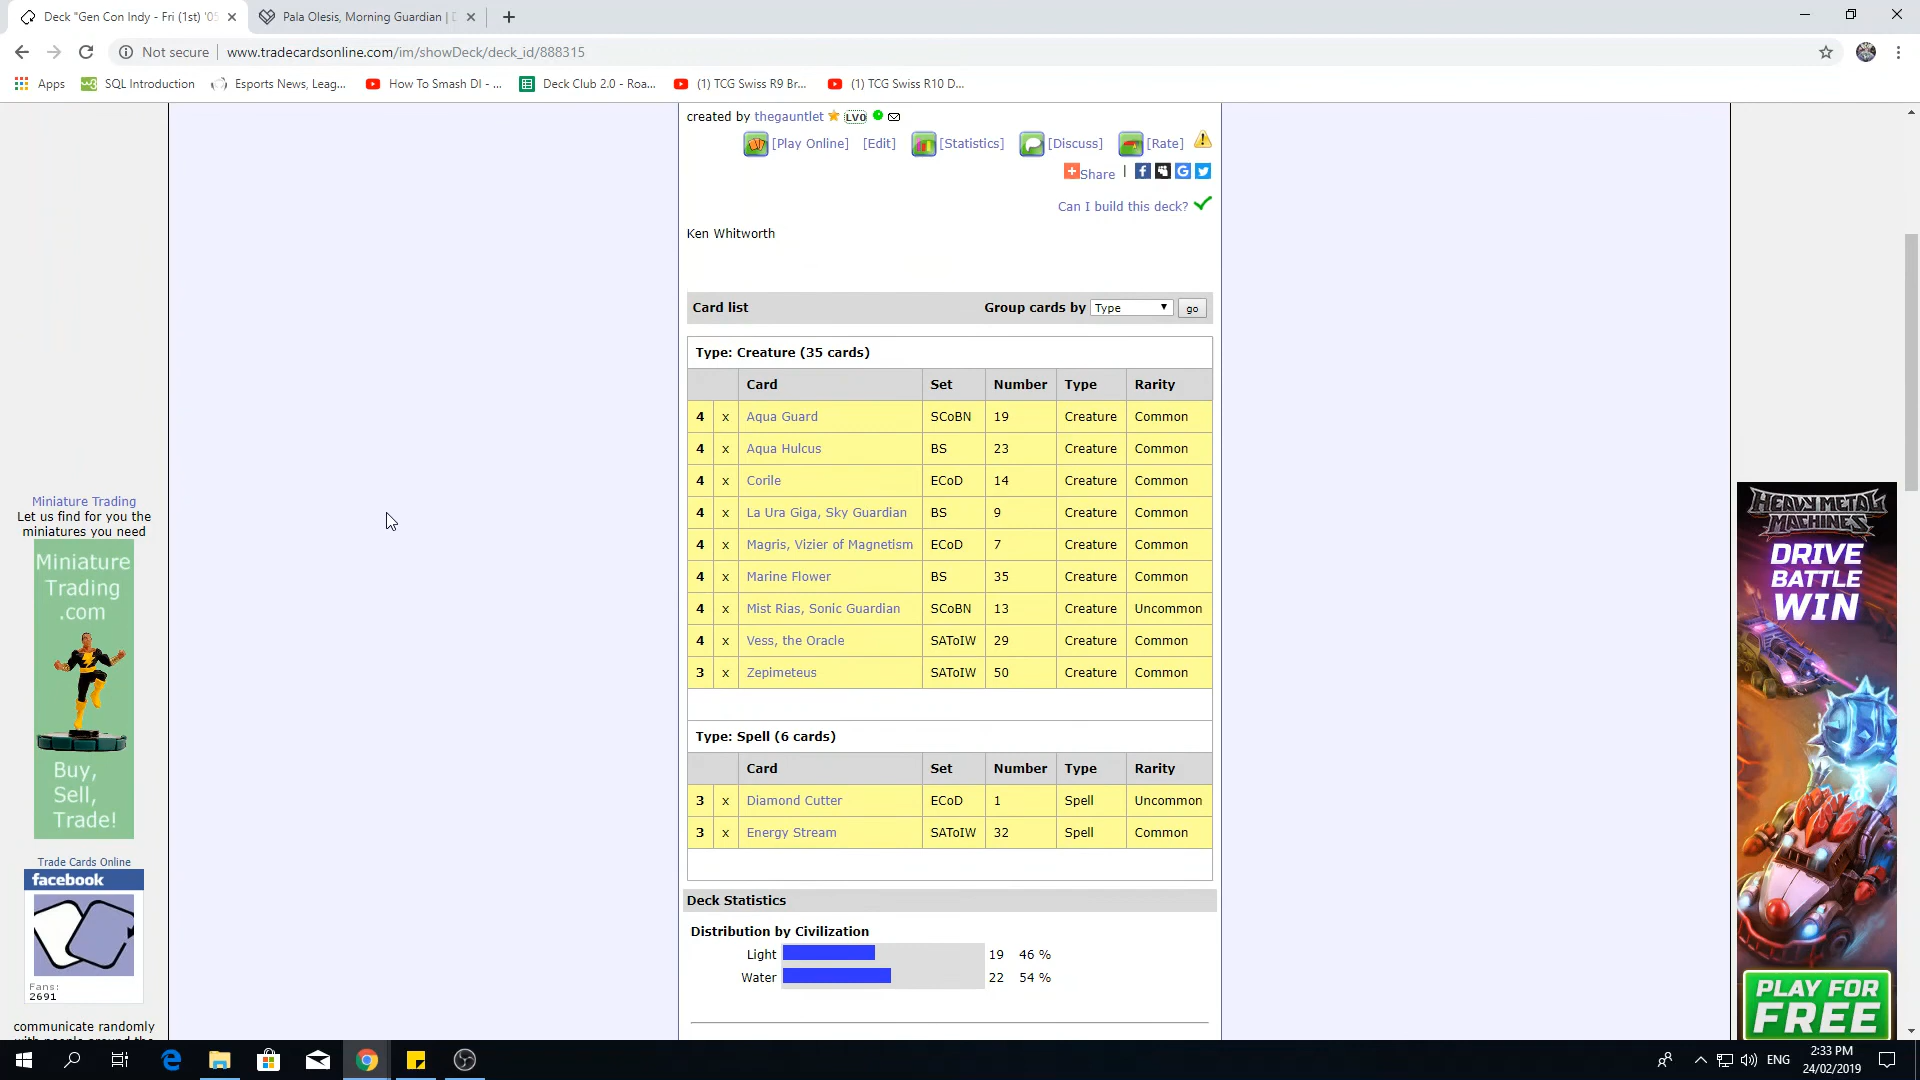 Deck "Gen Con Indy - Fri (1st) '05
Pala Olesis, Morning Guardian |
Not secure
www.tradecardsonline.com/im/showDeck/deck_id/888315
Apps
SQL Introduction
Esports News, Leag...
How To Smash DI - ...
Deck Club 2.0 - Roa...
(1) TCG Swiss R9 Br...
(1) TCG Swiss R10 D...
created by thegauntlet LV0
[Play Online] [Edit] [Statistics] [Discuss] [Rate]
Share |
Can I build this deck?
Ken Whitworth
Card list Group cards by Type go
Type: Creature (35 cards)
Card Set Number Type Rarity
4 x Aqua Guard SCoBN 19 Creature Common
4 x Aqua Hulcus BS 23 Creature Common
4 x Corile ECoD 14 Creature Common
4 x La Ura Giga, Sky Guardian BS 9 Creature Common
4 x Magris, Vizier of Magnetism ECoD 7 Creature Common
4 x Marine Flower BS 35 Creature Common
4 x Mist Rias, Sonic Guardian SCoBN 13 Creature Uncommon
4 x Vess, the Oracle SAToIW 29 Creature Common
3 x Zepimeteus SAToIW 50 Creature Common
Type: Spell (6 cards)
Card Set Number Type Rarity
3 x Diamond Cutter ECoD 1 Spell Uncommon
3 x Energy Stream SAToIW 32 Spell Common
Deck Statistics
Distribution by Civilization
Light 19 46 %
Water 22 54 %
Miniature Trading
Let us find for you the
miniatures you need
Miniature
Trading
.com
Buy,
Sell,
Trade!
Trade Cards Online
facebook
Fans:
2691
communicate randomly
HEAVY METAL
MACHINES
DRIVE
BATTLE
WIN
PLAY FOR
FREE
ENG
2:33 PM
24/02/2019